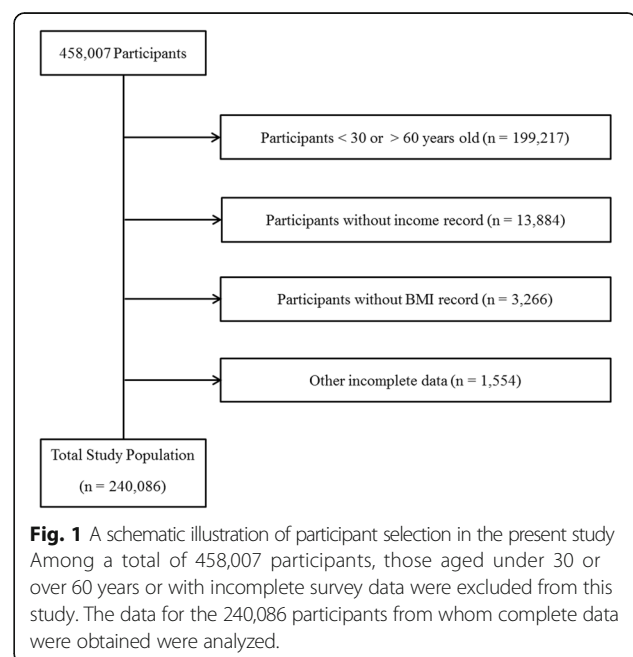 458,007 Participants
Participants < 30 or > 60 years old (n = 199,217)
Participants without income record (n = 13,884)
Participants without BMI record (n = 3,266)
Other incomplete data (n = 1,554)
Total Study Population
(n = 240,086)
Fig. 1 A schematic illustration of participant selection in the present study
Among a total of 458,007 participants, those aged under 30 or
over 60 years or with incomplete survey data were excluded from this
study. The data for the 240,086 participants from whom complete data
were obtained were analyzed.